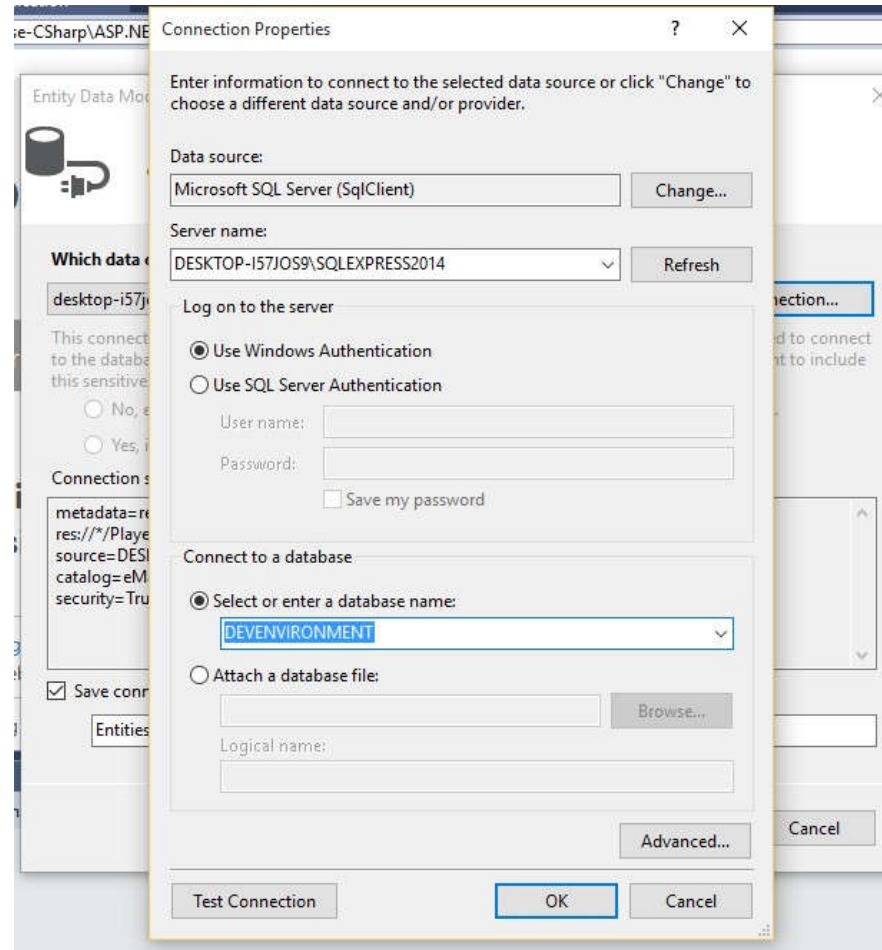 se-CSharp\ASP.NE
Connection Properties
?
Enter information to connect to the selected data source or click "Change" to
choose a different data source and/or provider.
Entity Data Mo
Data source:
Microsoft SQL Server (SqlClient)
Change...
Server name:
DESKTOP-I57JOS9\SQLEXPRESS2014
Refresh
Which data
desktop-i57j
nection...
Log on to the server
This connect
ed to connect
to the databa
nt to include
this sensitive
Use Windows Authentication
Use SQL Server Authentication
No, e
User name:
Yes, i
Password:
Save my password
Connection s
metadata=re
res://*/Playe
source=DES
catalog=eM
security=Tru
Connect to a database
Select or enter a database name:
DEVENVIRONMENT
Attach a database file:
Browse...
Save conn
Entities
Logical name:
Advanced...
Cancel
Test Connection
OK
Cancel